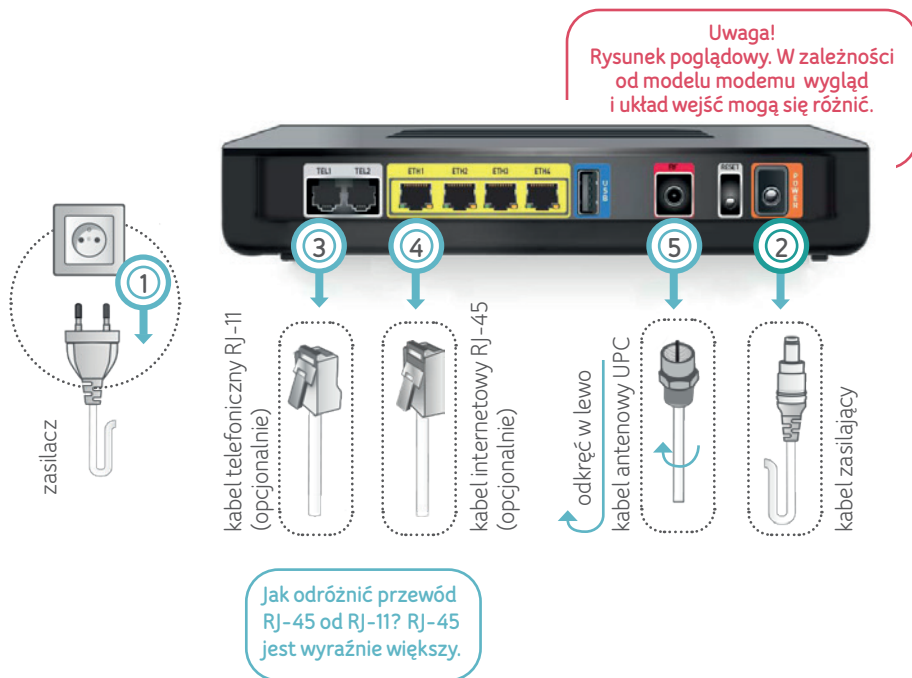 Uwaga!
Rysunek poglądowy. W zależności
od modelu modemu wygląd
i układ wejść mogą się różnić.
TEL1 TEL2
ETH1 ETH2 ETH3 ETH4
USB
RF
RESET
POWER
1
3
4
5
2
zasilacz
kabel telefoniczny RJ-11
(opcjonalnie)
kabel internetowy RJ-45
(opcjonalnie)
odkręć w lewo
kabel antenowy UPC
kabel zasilający
Jak odróżnić przewód
RJ-45 od RJ-11? RJ-45
jest wyraźnie większy.